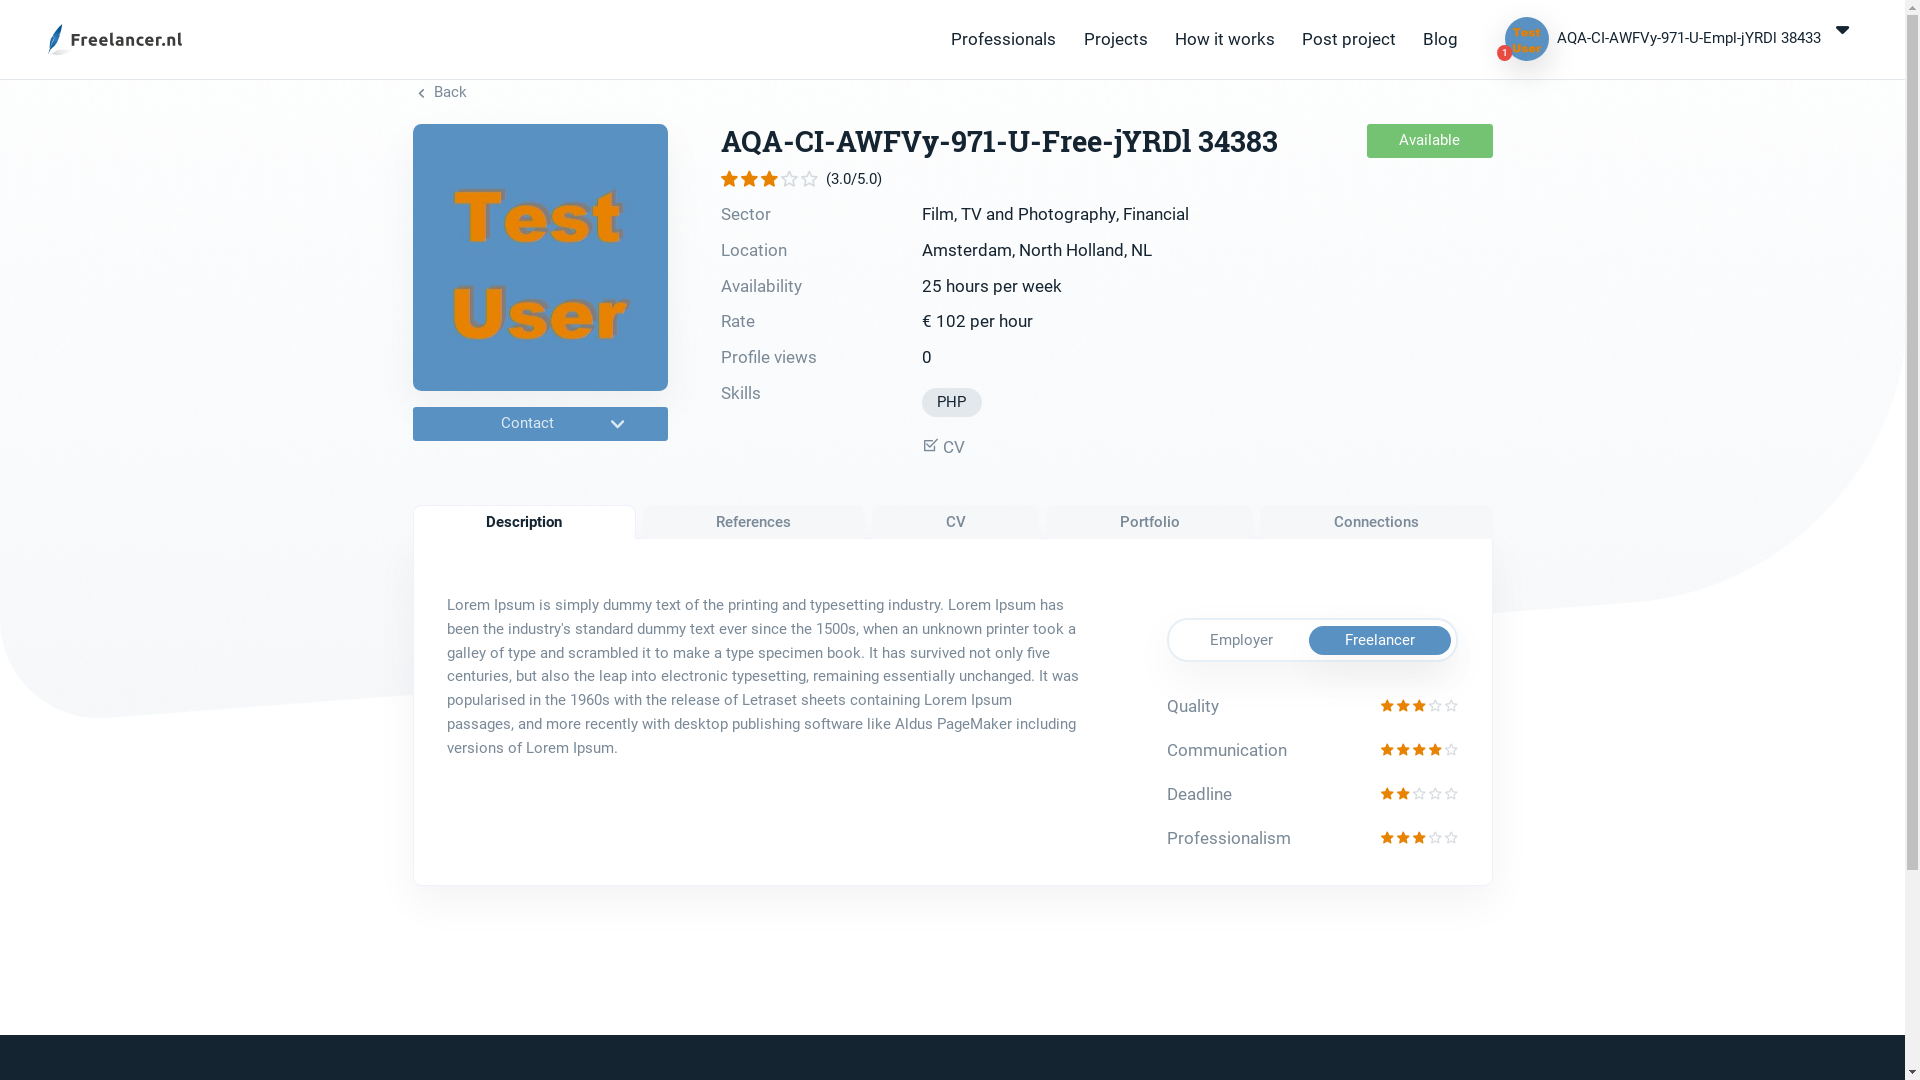 Freelancer.nl
Professionals Projects How it works Post project Blog
Test
User
1
AQA-CI-AWFVy-971-U-Empl-jYRDl 38433
Back
Test
User
Contact
AQA-CI-AWFVy-971-U-Free-jYRDl 34383
Available
(3.0/5.0)
Sector Film, TV and Photography, Financial
Location Amsterdam, North Holland, NL
Availability 25 hours per week
Rate € 102 per hour
Profile views 0
Skills PHP
CV
Description References CV Portfolio Connections
Lorem Ipsum is simply dummy text of the printing and typesetting industry. Lorem Ipsum has
been the industry's standard dummy text ever since the 1500s, when an unknown printer took a
galley of type and scrambled it to make a type specimen book. It has survived not only five
centuries, but also the leap into electronic typesetting, remaining essentially unchanged. It was
popularised in the 1960s with the release of Letraset sheets containing Lorem Ipsum
passages, and more recently with desktop publishing software like Aldus PageMaker including
versions of Lorem Ipsum.
Employer Freelancer
Quality
Communication
Deadline
Professionalism